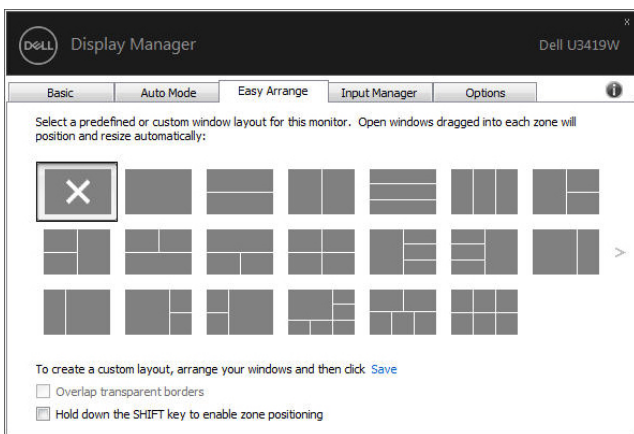 x
DELL Display Manager Dell U3419W
Basic Auto Mode Easy Arrange Input Manager Options i
Select a predefined or custom window layout for this monitor. Open windows dragged into each zone will
position and resize automatically:
>
To create a custom layout, arrange your windows and then click Save
Overlap transparent borders
Hold down the SHIFT key to enable zone positioning